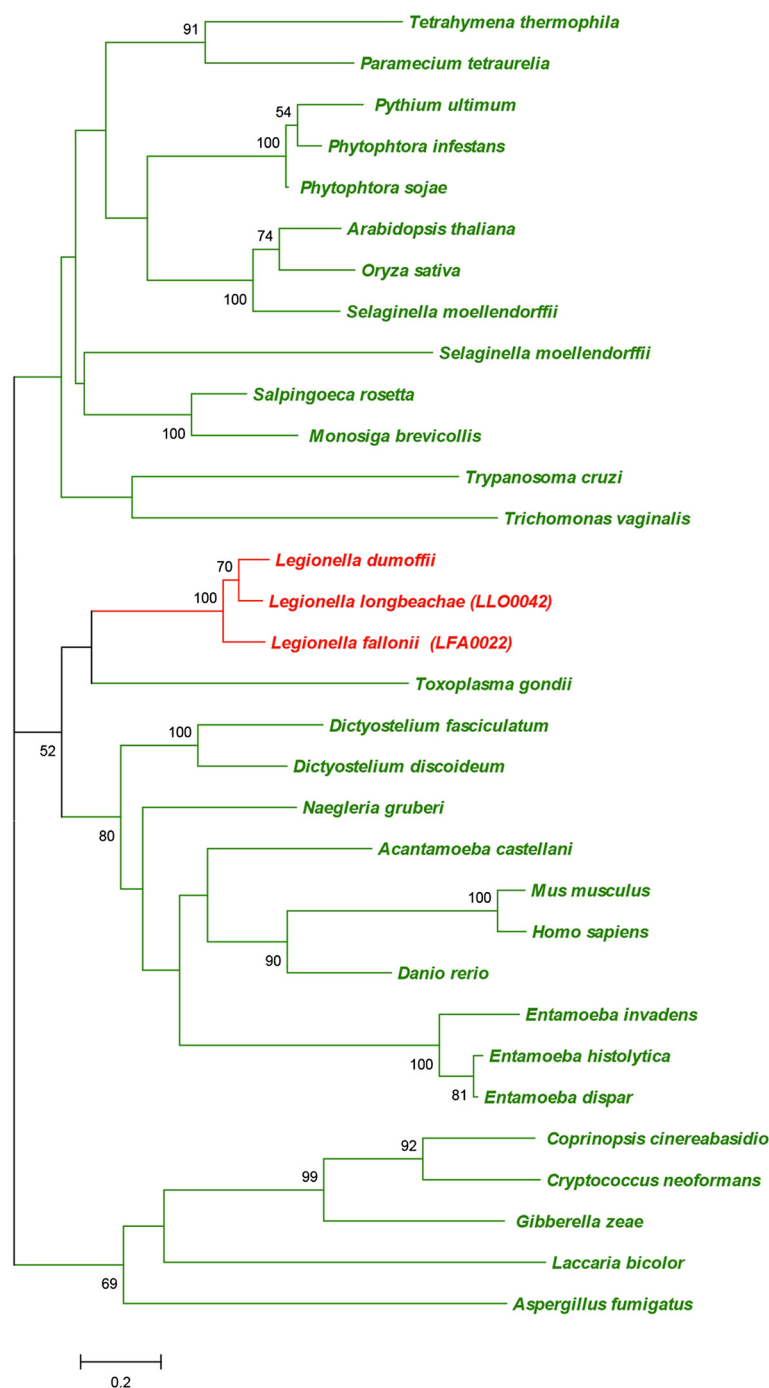 91
Tetrahymena thermophila
Paramecium tetraurelia
54
Pythium ultimum
100
Phytophtora infestans
Phytophtora sojae
74
Arabidopsis thaliana
Oryza sativa
100
Selaginella moellendorffii
Selaginella moellendorffii
Salpingoeca rosetta
100
Monosiga brevicollis
Trypanosoma cruzi
Trichomonas vaginalis
70
Legionella dumoffii
100
Legionella longbeachae (LLO0042)
Legionella fallonii (LFA0022)
Toxoplasma gondii
52
100
Dictyostelium fasciculatum
Dictyostelium discoideum
80
Naegleria gruberi
Acantamoeba castellani
100
Mus musculus
Homo sapiens
90
Danio rerio
Entamoeba invadens
100
Entamoeba histolytica
81
Entamoeba dispar
92
Coprinopsis cinereabasidio
99
Cryptococcus neoformans
Gibberella zeae
Laccaria bicolor
69
Aspergillus fumigatus
0.2